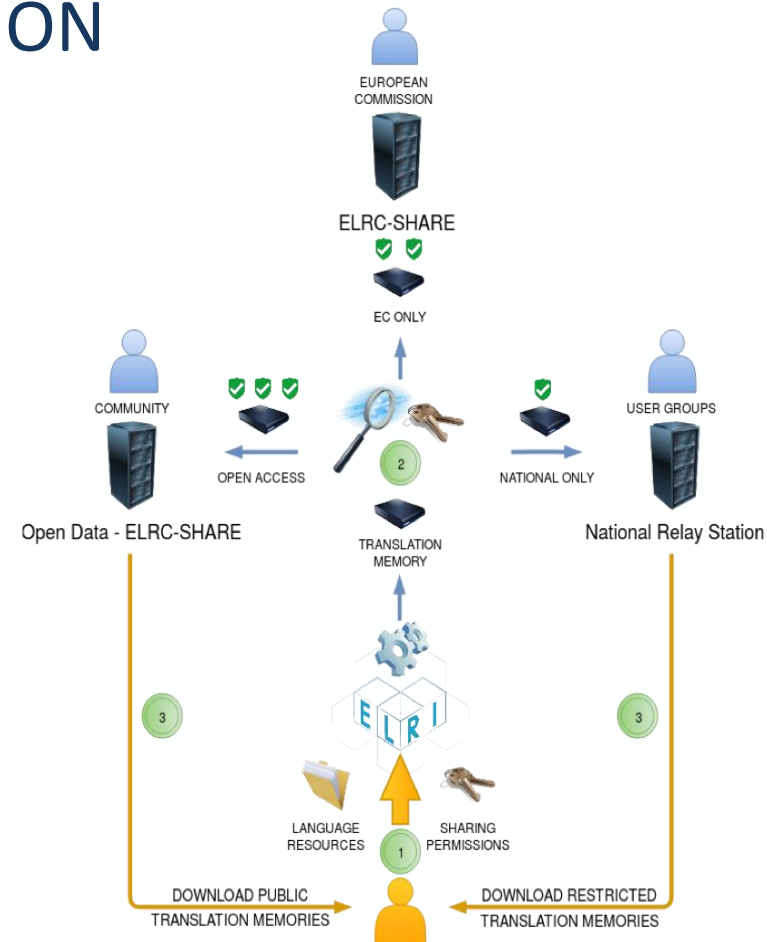 ON
EUROPEAN
COMMISSION
ELRC-SHARE
EC ONLY
COMMUNITY
USER GROUPS
OPEN ACCESS
2
NATIONAL ONLY
Open Data - ELRC-SHARE
National Relay Station
TRANSLATION
MEMORY
3
3
E L R I
LANGUAGE
RESOURCES
SHARING
PERMISSIONS
1
DOWNLOAD PUBLIC
TRANSLATION MEMORIES
DOWNLOAD RESTRICTED
TRANSLATION MEMORIES